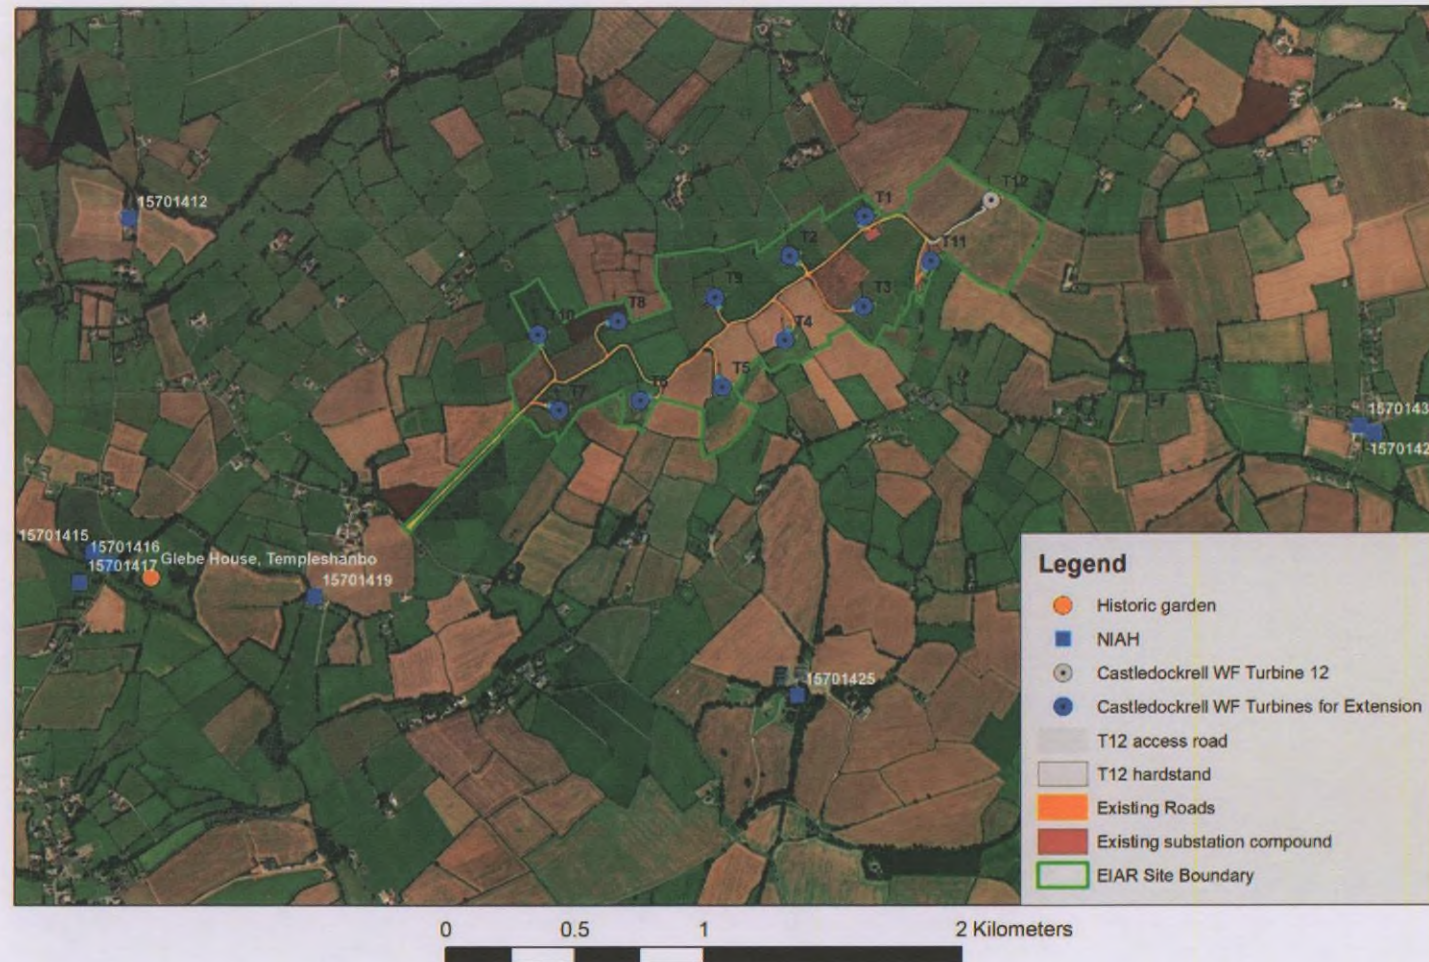 N
15701412
T12
T1
T11
T2
T9
T3
T8
T10
T4
T5
T6
T7
1570143
1570142
15701415
15701416
15701417
Glebe House, Templeshanbo
15701419
15701425
Legend
Historic garden
NIAH
Castledockrell WF Turbine 12
Castledockrell WF Turbines for Extension
T12 access road
T12 hardstand
Existing Roads
Existing substation compound
EIAR Site Boundary
0 0.5 1 2 Kilometers